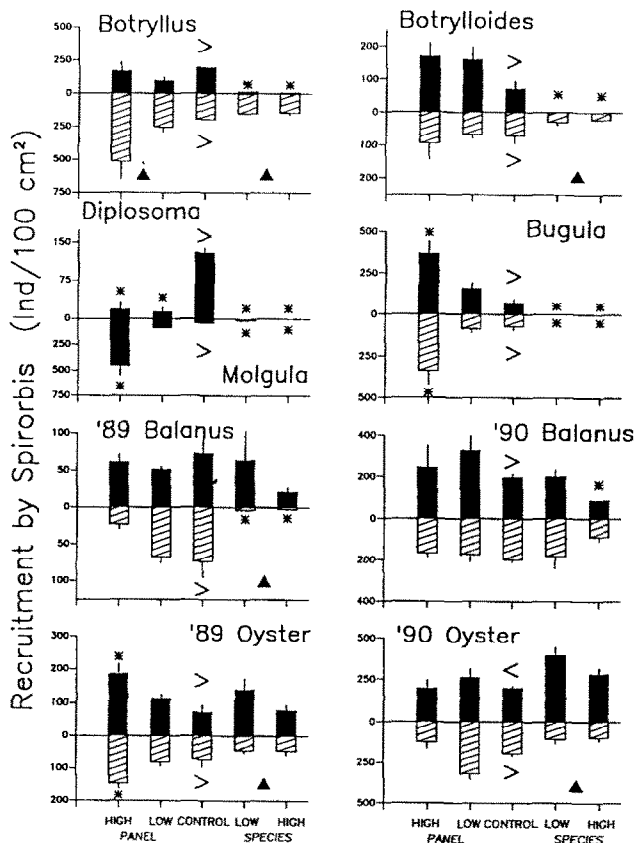 Recruitment by Spirorbis (Ind/100 cm²)
Botryllus
500
250
0
250
500
750
> * *
>
▲ ▲
Botrylloides
200
100
0
100
200
> * *
>
▲
Diplosoma
150
75
0
250
500
750
* * > * *
* > * *
Molgula
Bugula
500
250
0
250
500
* > * *
* > * *
'89 Balanus
100
50
0
50
100
* > * *
▲
'90 Balanus
400
200
0
200
400
> *
'89 Oyster
300
200
100
0
100
200
* >
* >
▲
HIGH LOW CONTROL LOW HIGH
PANEL SPECIES
'90 Oyster
500
250
0
250
500
<
>
▲
HIGH LOW CONTROL LOW HIGH
PANEL SPECIES